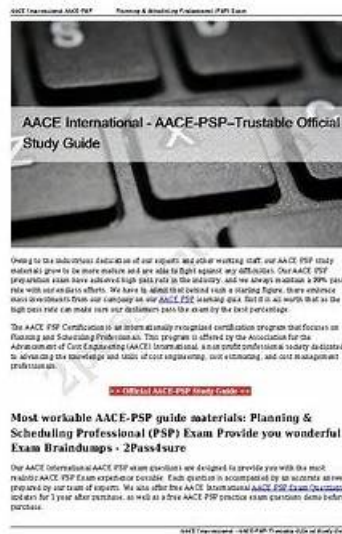 AACE International AACE-PSP Planning & Scheduling Professional (PSP) Exam
S
AACE International - AACE-PSP–Trustable Official
Study Guide
Owing to the industrious dedication of our experts and other working staff, our AACE-PSP study
materials grow to be more mature and are able to fight against any difficulties. Our AACE-PSP
preparation exam have achieved high pass rate in the industry, and we always maintain a 99% pass
rate with our endless efforts. We have to admit that behind such a starling figure, there embrace
mass investments from our company on our AACE-PSP learning quiz. But it is all worth that as the
high pass rate can make sure our customers pass the exam by the best percentage.
The AACE-PSP Certification is an internationally recognized certification program that focuses on
Planning and Scheduling Professionals. This program is offered by the Association for the
Advancement of Cost Engineering (AACE) International, a non-profit professional society dedicated
to advancing the knowledge and skills of cost engineering, cost estimating, and cost management
professionals.
>> Official AACE-PSP Study Guide <<
Most workable AACE-PSP guide materials: Planning &
Scheduling Professional (PSP) Exam Provide you wonderful
Exam Braindumps - 2Pass4sure
Our AACE International AACE-PSP exam questions are designed to provide you with the most
realistic AACE-PSP Exam experience possible. Each question is accompanied by an accurate answer
prepared by our team of experts. We also offer free AACE International AACE-PSP Exam Questions
updates for 1 year after purchase, as well as a free AACE-PSP practice exam questions demo before
purchase.
AACE International - AACE-PSP–Trustable Official Study Guide